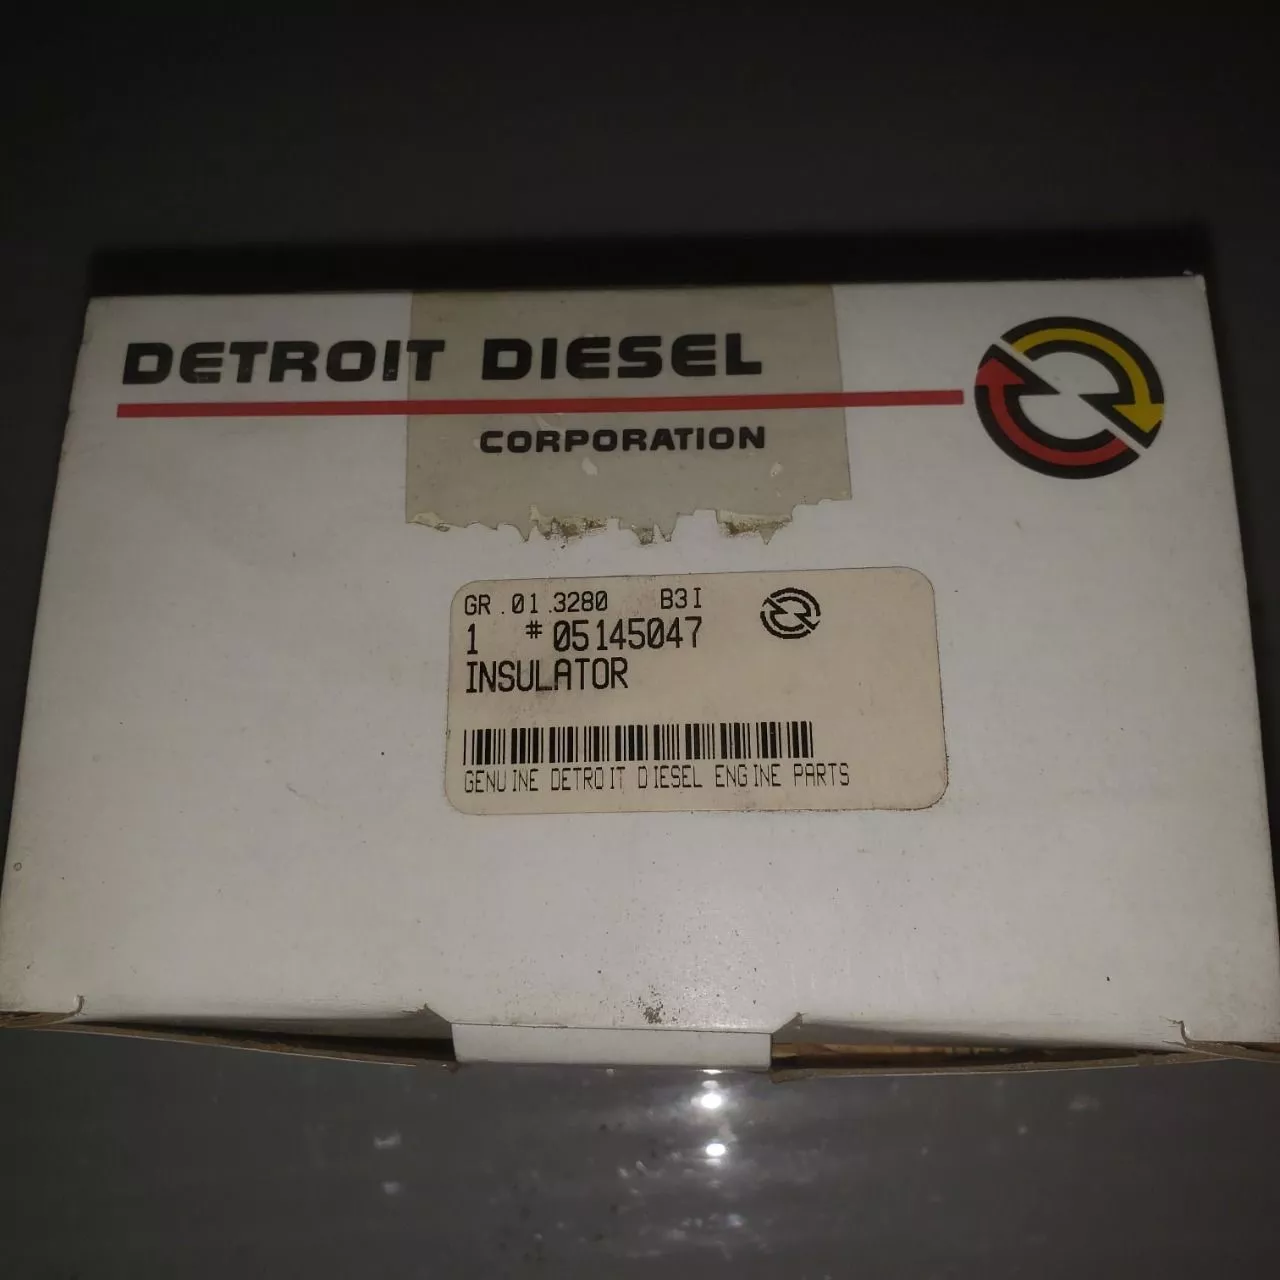 DETROIT DIESEL
CORPORATION
GR.01.3280 B3I
1 #05145047
INSULATOR
GENUINE DETROIT DIESEL ENGINE PARTS